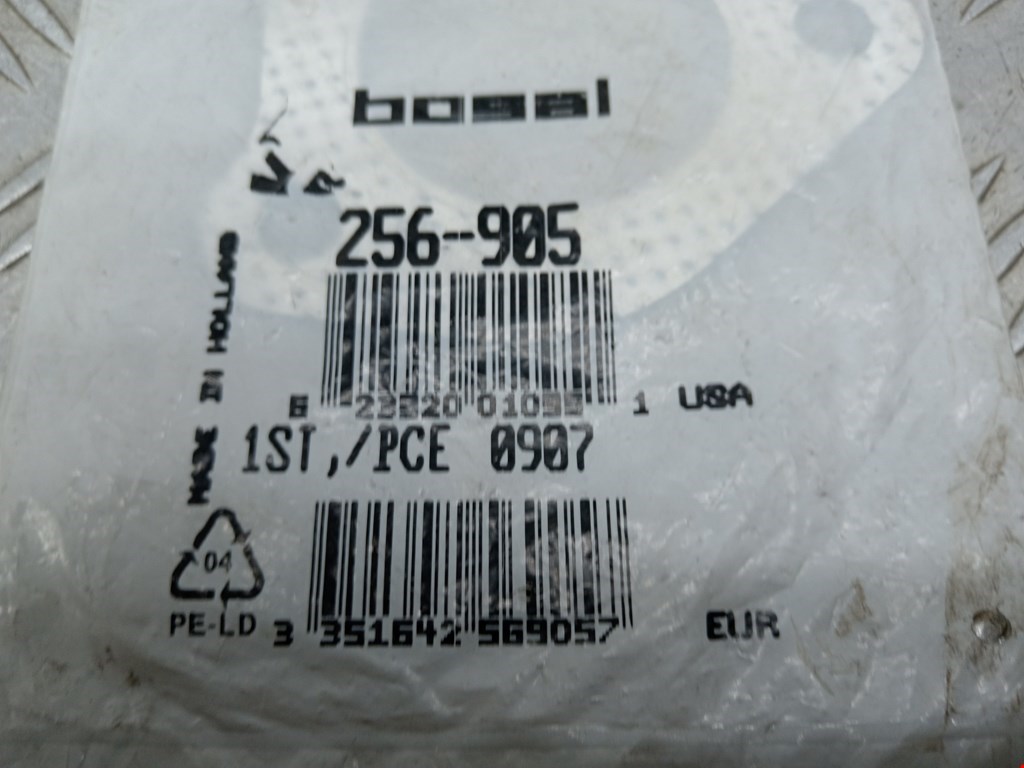 bosal
256-905
MADE IN HOLLAND
1 USA
1ST,/PCE 0907
04
PE-LD
3 351642 569057 EUR